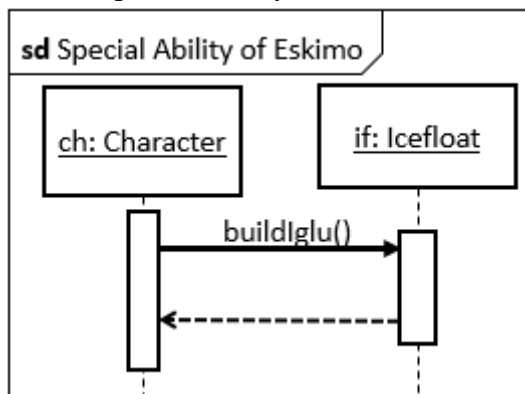 sd Special Ability of Eskimo
ch: Character
if: Icefloat
buildIglu()